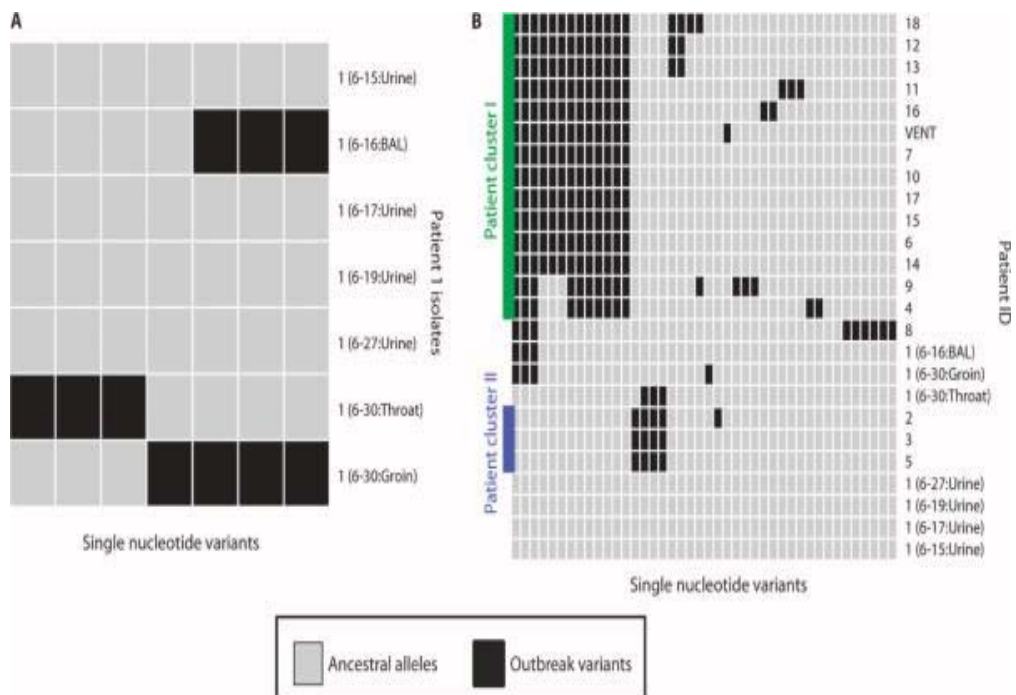 A
1 (6-15:Urine)
1 (6-16:BAL)
1 (6-17:Urine)
1 (6-19:Urine)
1 (6-27:Urine)
1 (6-30:Throat)
1 (6-30:Groin)
Patient 1 isolates
Single nucleotide variants
B
Patient cluster I
Patient cluster II
18
12
13
11
16
VENT
7
10
17
15
6
14
9
4
8
1 (6-16:BAL)
1 (6-30:Groin)
1 (6-30:Throat)
2
3
5
1 (6-27:Urine)
1 (6-19:Urine)
1 (6-17:Urine)
1 (6-15:Urine)
Patient ID
Single nucleotide variants
Ancestral alleles
Outbreak variants